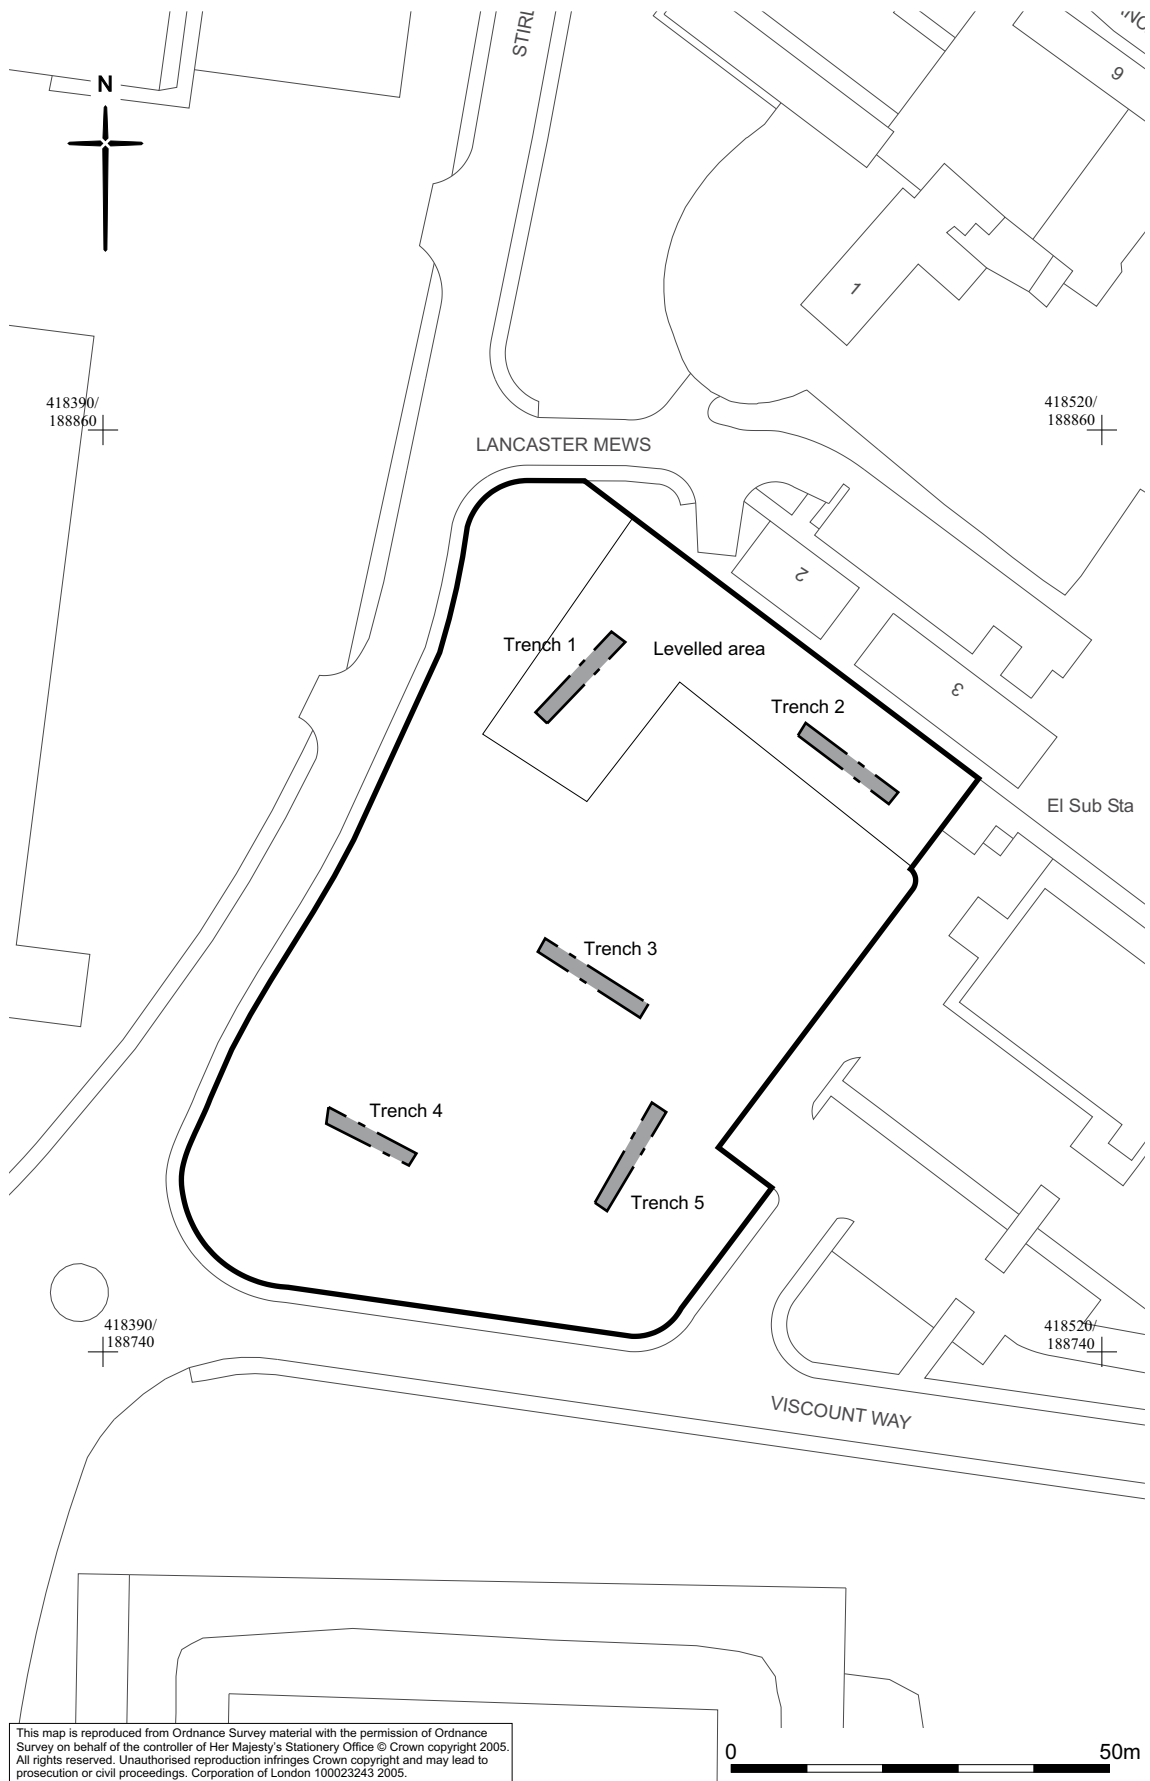 STIRL
9
N
1
418390/
188860
418520/
188860
LANCASTER MEWS
2
Trench 1
Levelled area
3
Trench 2
El Sub Sta
Trench 3
Trench 4
Trench 5
418390/
188740
418520/
188740
VISCOUNT WAY
This map is reproduced from Ordnance Survey material with the permission of Ordnance
Survey on behalf of the controller of Her Majesty's Stationery Office © Crown copyright 2005.
All rights reserved. Unauthorised reproduction infringes Crown copyright and may lead to
prosecution or civil proceedings. Corporation of London 100023243 2005.
0
50m